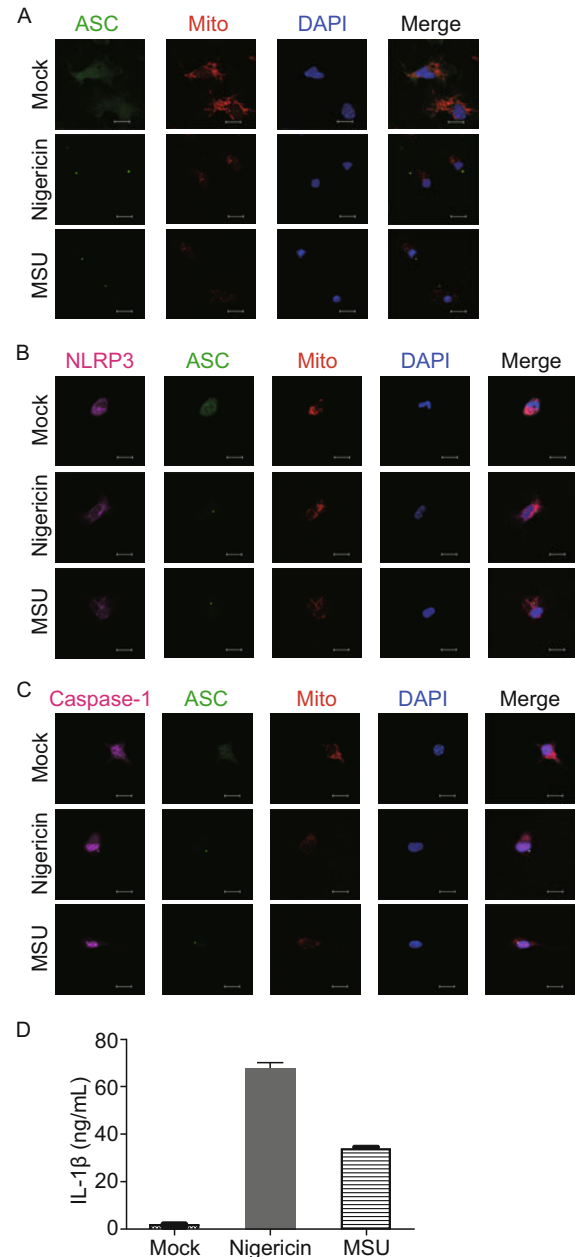 A
ASC Mito DAPI Merge
Mock
Nigericin
MSU
B
NLRP3 ASC Mito DAPI Merge
Mock
Nigericin
MSU
C
Caspase-1 ASC Mito DAPI Merge
Mock
Nigericin
MSU
D
IL-1β (ng/mL)
80
60
40
20
0
Mock Nigericin MSU